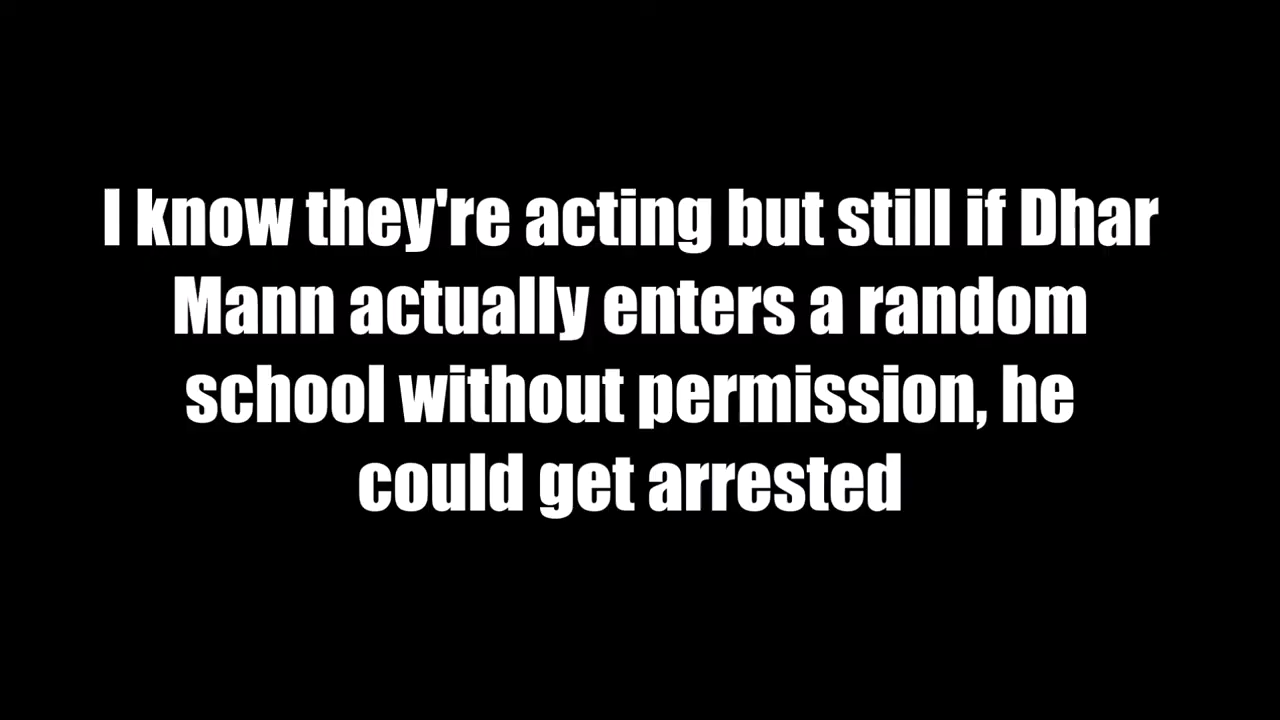 I know they're acting but still if Dhar
Mann actually enters a random
school without permission, he
could get arrested